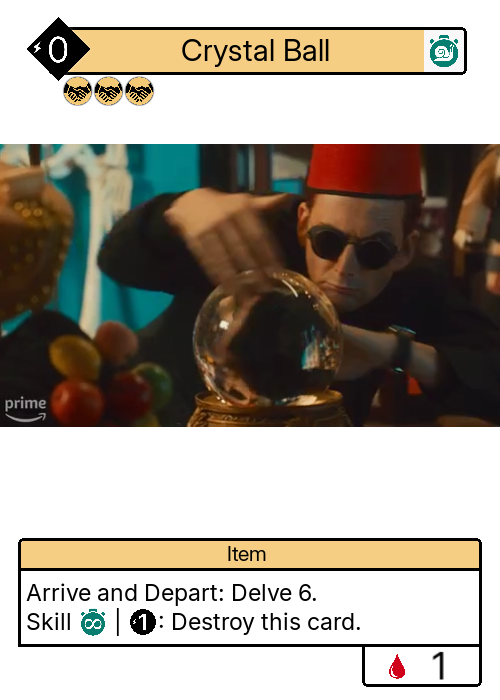 0
Crystal Ball
prime
Item
Arrive and Depart: Delve 6.
Skill | 1: Destroy this card.
1